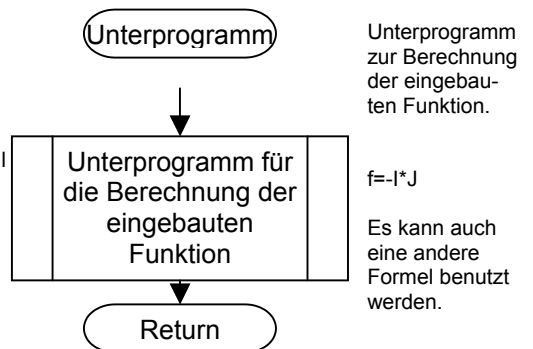 Unterprogramm
Unterprogramm
zur Berechnung
der eingebau-
ten Funktion.
l
Unterprogramm für
die Berechnung der
eingebauten
Funktion
f=-I*J
Es kann auch
eine andere
Formel benutzt
werden.
Return